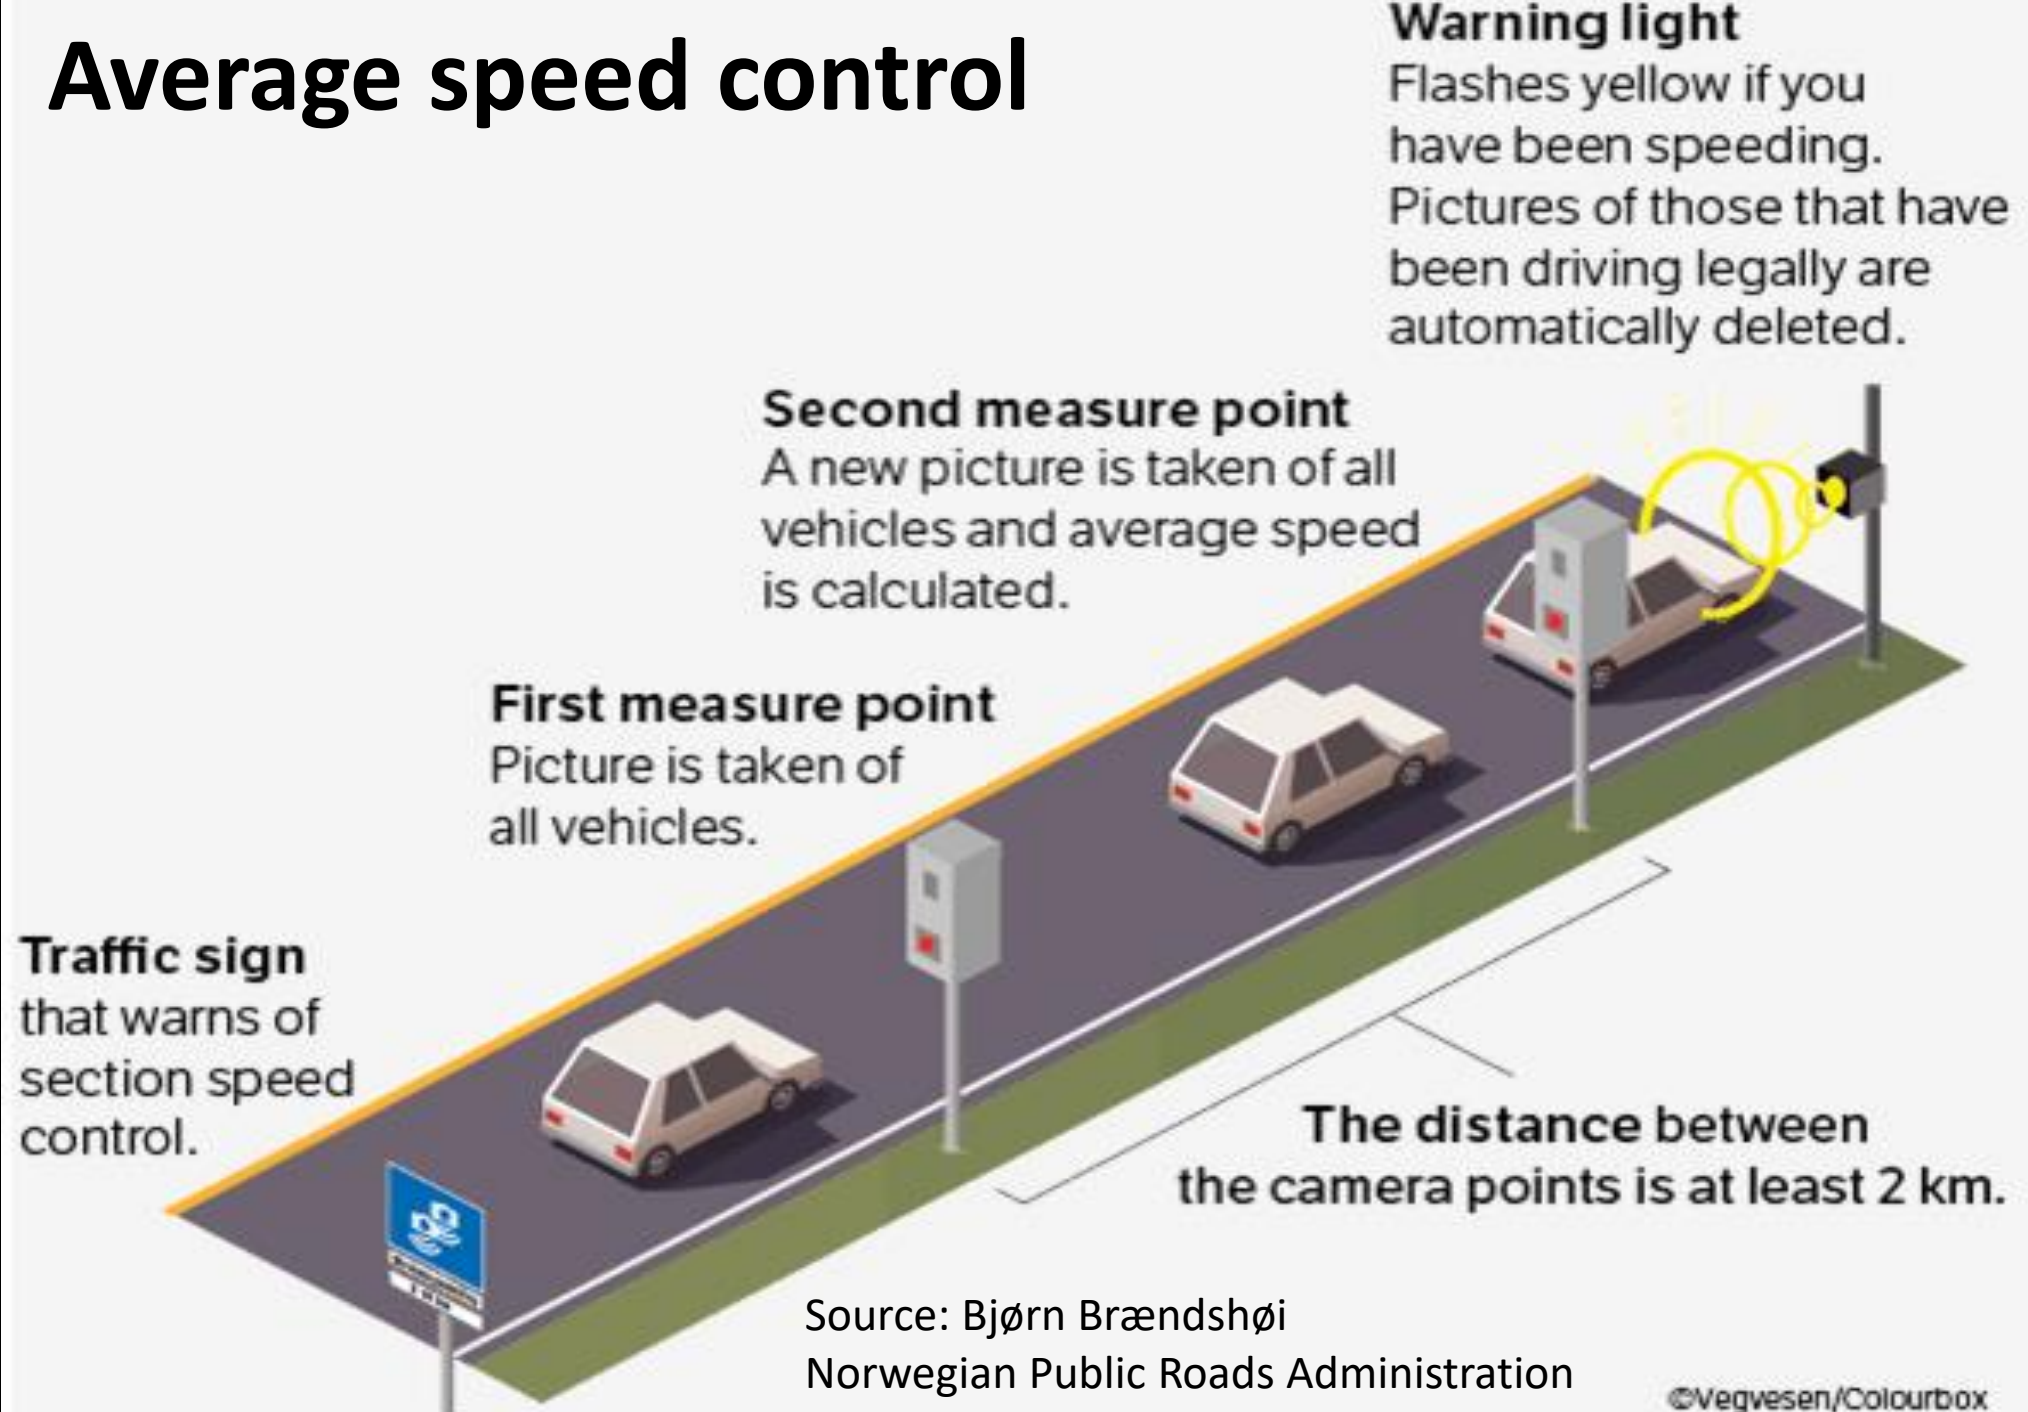 Average speed control
Warning light
Flashes yellow if you
have been speeding.
Pictures of those that have
been driving legally are
automatically deleted.
Second measure point
A new picture is taken of all
vehicles and average speed
is calculated.
First measure point
Picture is taken of
all vehicles.
Traffic sign
that warns of
section speed
control.
The distance between
the camera points is at least 2 km.
Source: Bjørn Brændshøi
Norwegian Public Roads Administration
©Vegvesen/Colourbox